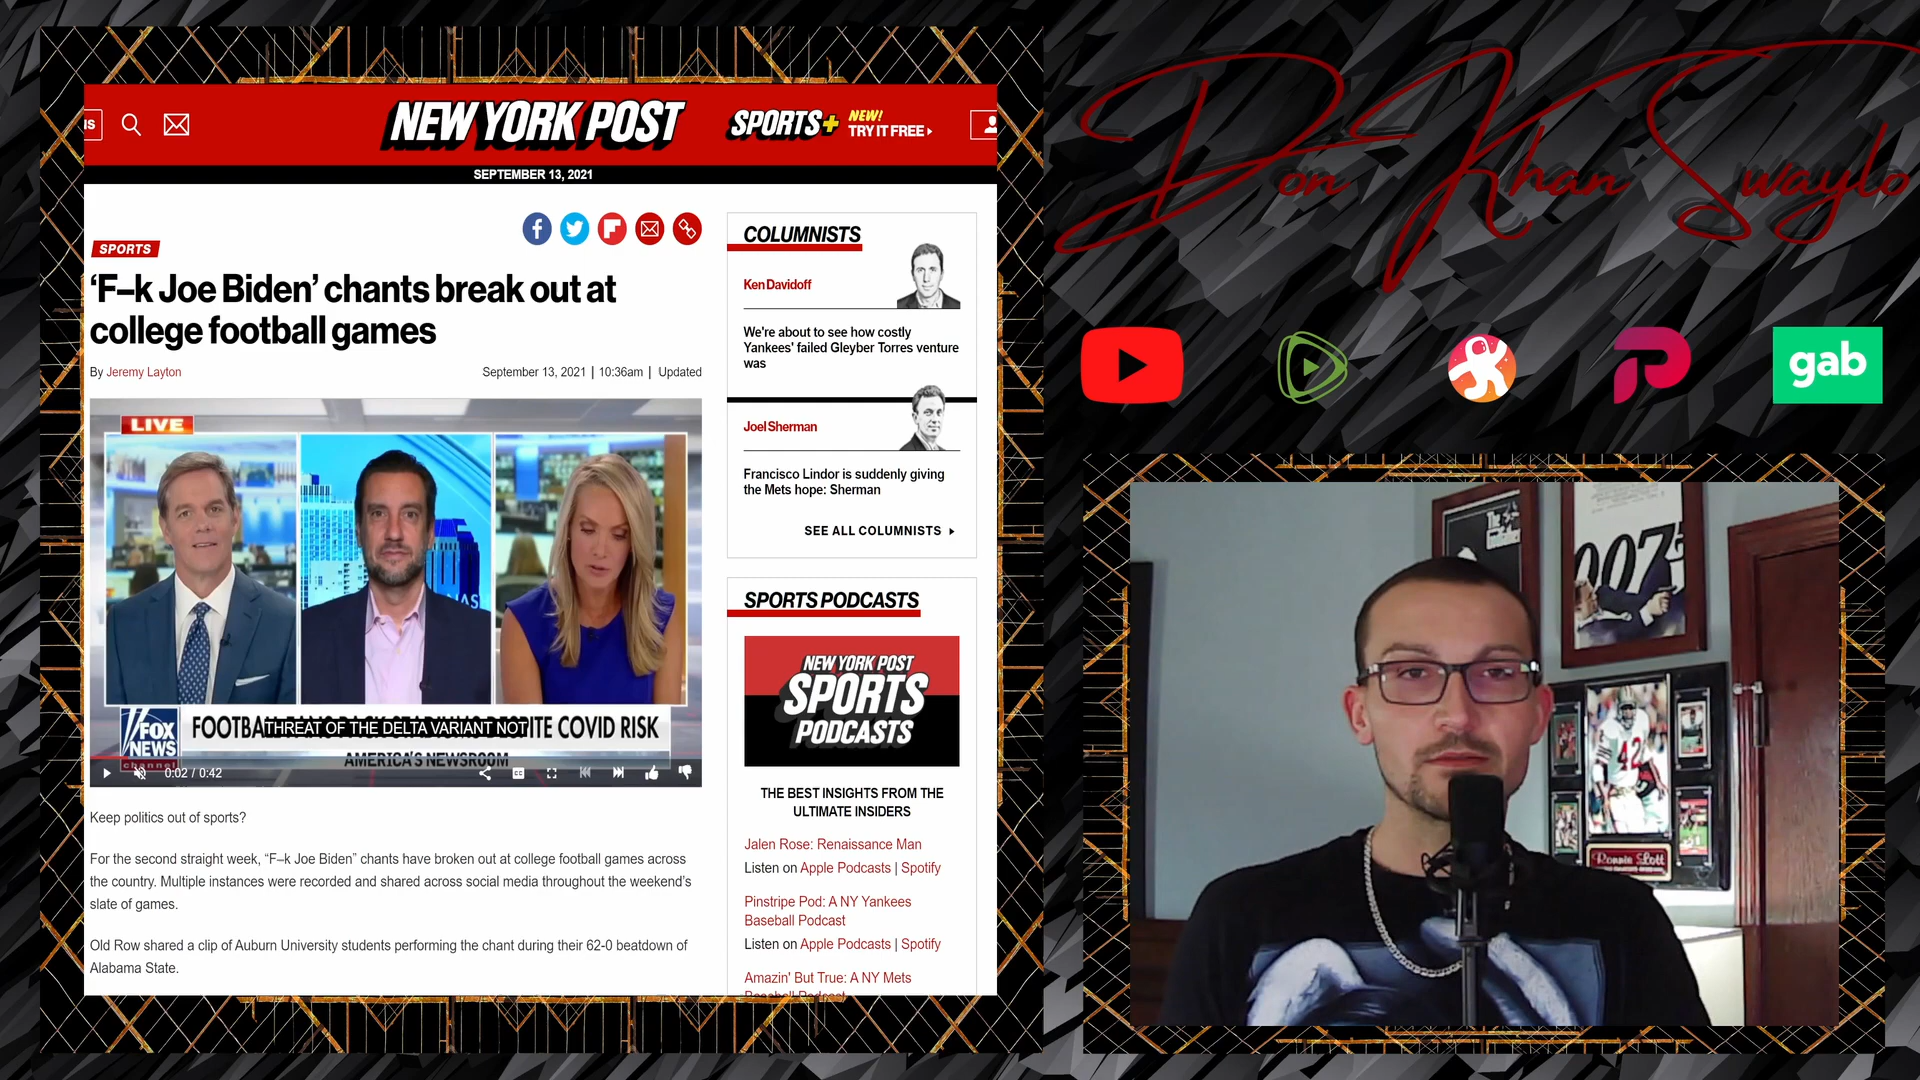 NEW YORK POST
SPORTS+
NEW!
TRY IT FREE
SEPTEMBER 13, 2021
SPORTS
‘F–k Joe Biden’ chants break out at
college football games
By Jeremy Layton
September 13, 2021 | 10:36am | Updated
LIVE
FOX
NEWS
channel
THREAT OF THE DELTA VARIANT NOT
COVID RISK
AMERICA'S NEWSROOM
0:02 / 0:42
CC
Keep politics out of sports?
For the second straight week, “F–k Joe Biden” chants have broken out at college football games across
the country. Multiple instances were recorded and shared across social media throughout the weekend’s
slate of games.
Old Row shared a clip of Auburn University students performing the chant during their 62-0 beatdown of
Alabama State.
COLUMNISTS
Ken Davidoff
We're about to see how costly
Yankees' failed Gleyber Torres venture
was
Joel Sherman
Francisco Lindor is suddenly giving
the Mets hope: Sherman
SEE ALL COLUMNISTS
SPORTS PODCASTS
NEW YORK POST
SPORTS
PODCASTS
THE BEST INSIGHTS FROM THE
ULTIMATE INSIDERS
Jalen Rose: Renaissance Man
Listen on Apple Podcasts | Spotify
Pinstripe Pod: A NY Yankees
Baseball Podcast
Listen on Apple Podcasts | Spotify
Amazin' But True: A NY Mets
Baseball Podcast
Don Khan Swaylo
gab
The
007
42
Ronnie Lott